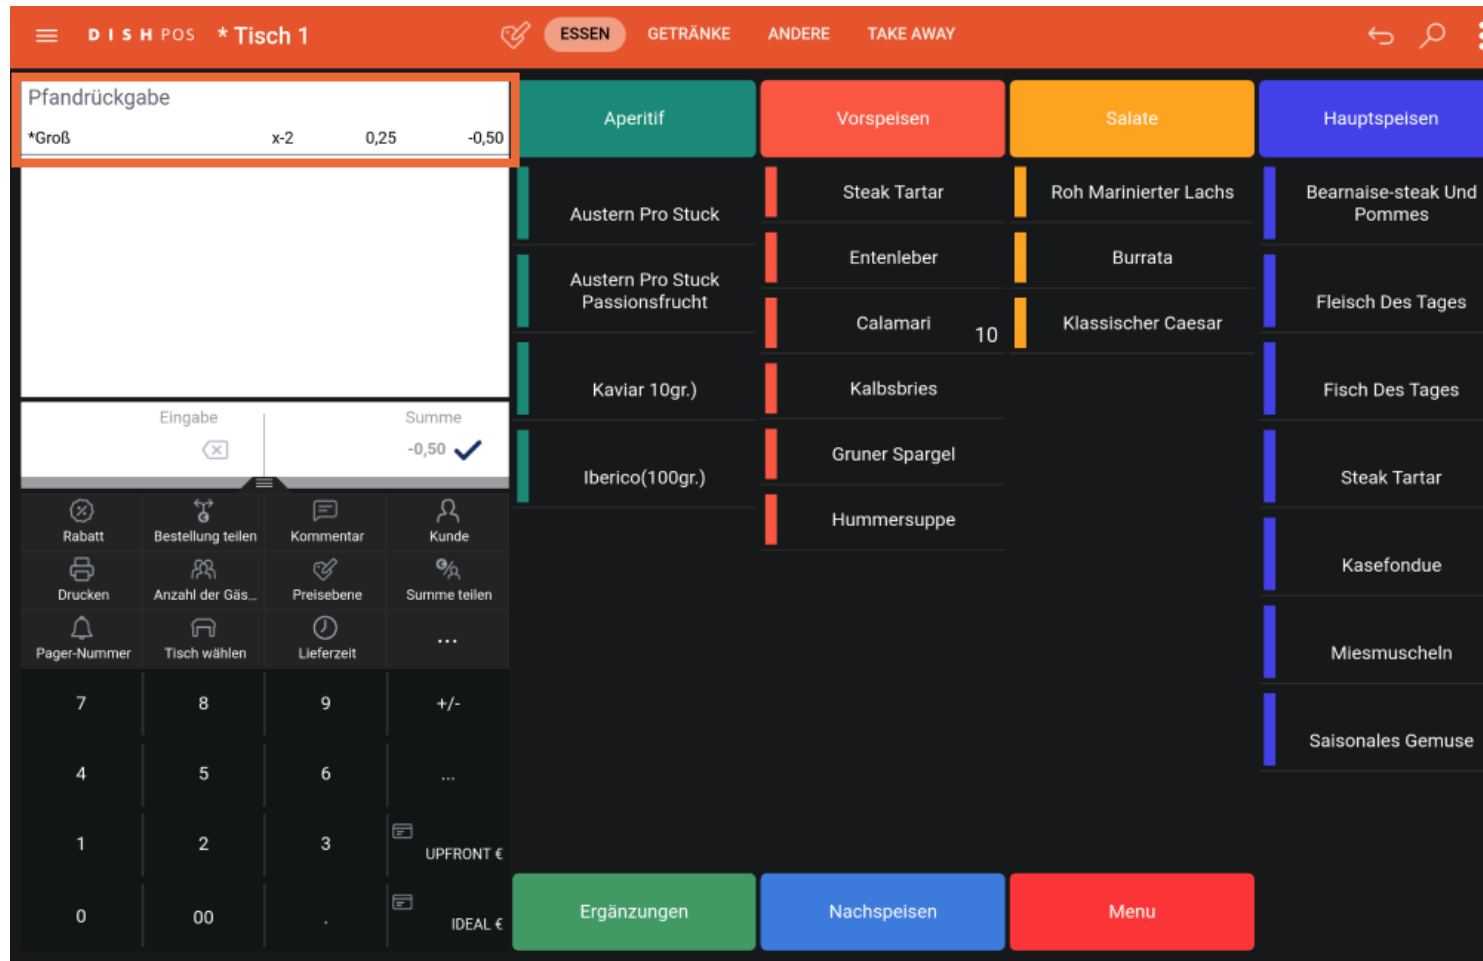 DISH POS * Tisch 1
ESSEN GETRÄNKE ANDERE TAKE AWAY
Pfandrückgabe
*Groß x-2 0,25 -0,50
Eingabe Summe
-0,50
Rabatt Bestellung teilen Kommentar Kunde
Drucken Anzahl der Gäs... Preisebene Summe teilen
Pager-Nummer Tisch wählen Lieferzeit ...
7 8 9 +/-
4 5 6 ...
1 2 3 UPFRONT €
0 00 . IDEAL €
Aperitif
Austern Pro Stuck
Austern Pro Stuck
Passionsfrucht
Kaviar 10gr.)
Iberico(100gr.)
Vorspeisen
Steak Tartar
Entenleber
Calamari 10
Kalbsbries
Gruner Spargel
Hummersuppe
Salate
Roh Marinierter Lachs
Burrata
Klassischer Caesar
Hauptspeisen
Bearnaise-steak Und
Pommes
Fleisch Des Tages
Fisch Des Tages
Steak Tartar
Kasefondue
Miesmuscheln
Saisonales Gemuse
Ergänzungen Nachspeisen Menu